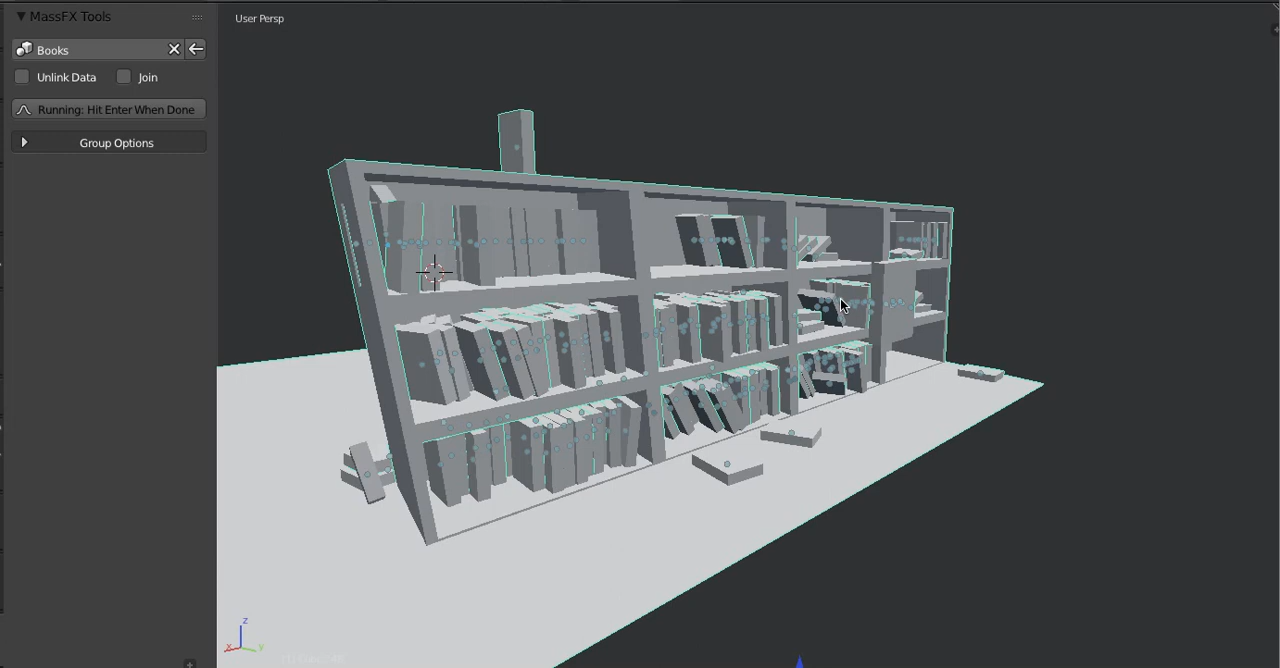 MassFX Tools
User Persp
Books
Unlink Data
Join
Running: Hit Enter When Done
Group Options
z
x
y